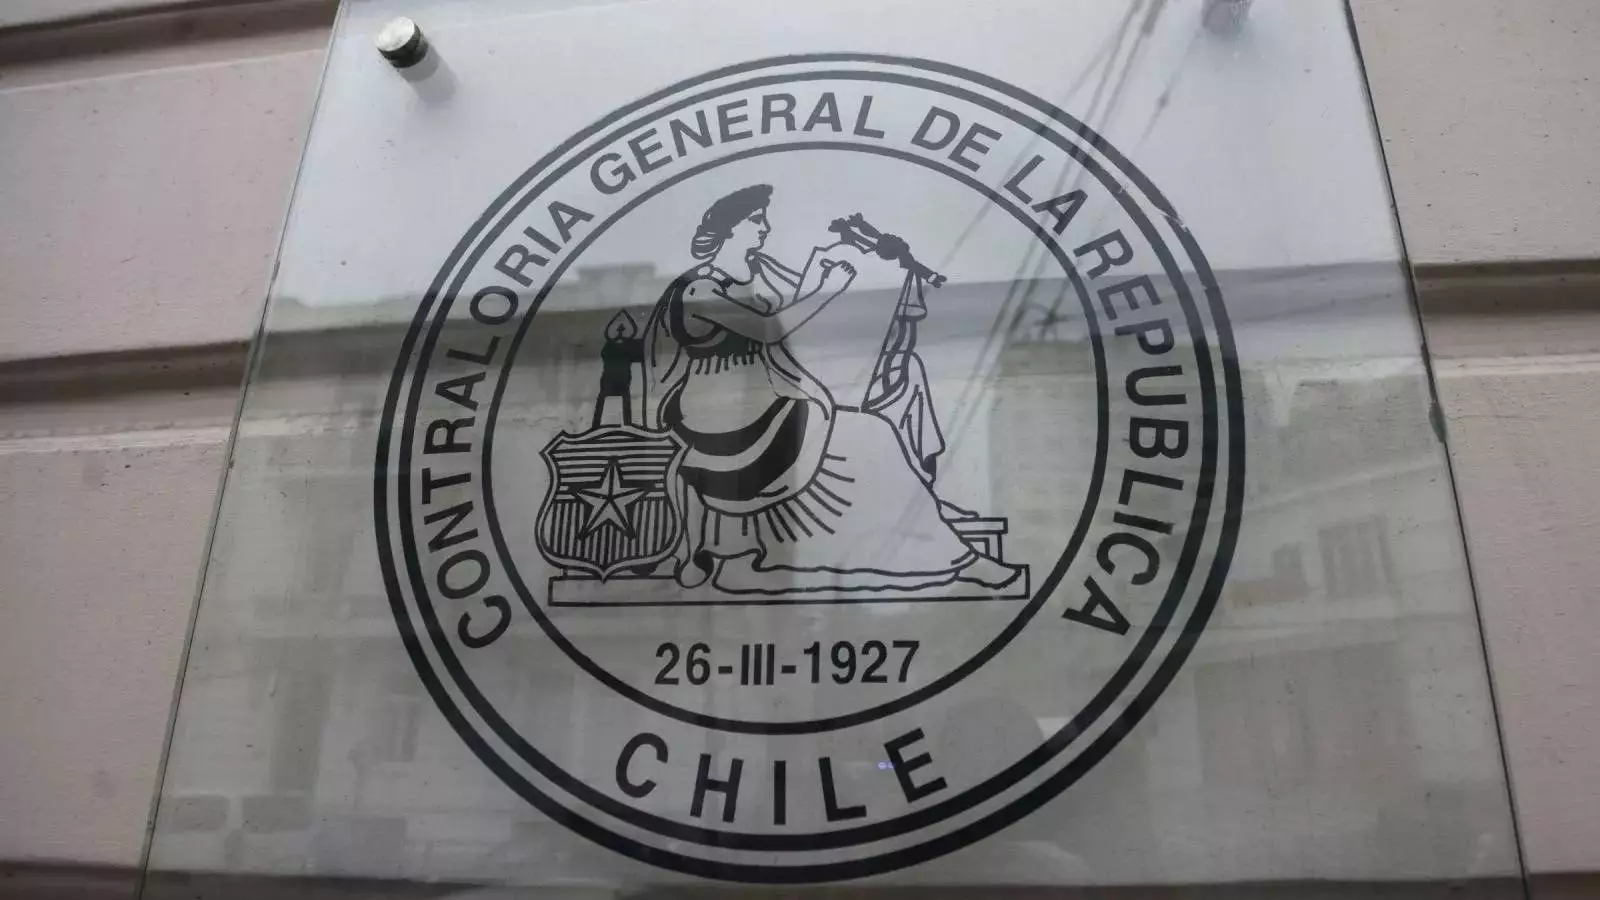 CONTRALORIA GENERAL DE LA REPUBLICA
26-III-1927
CHILE